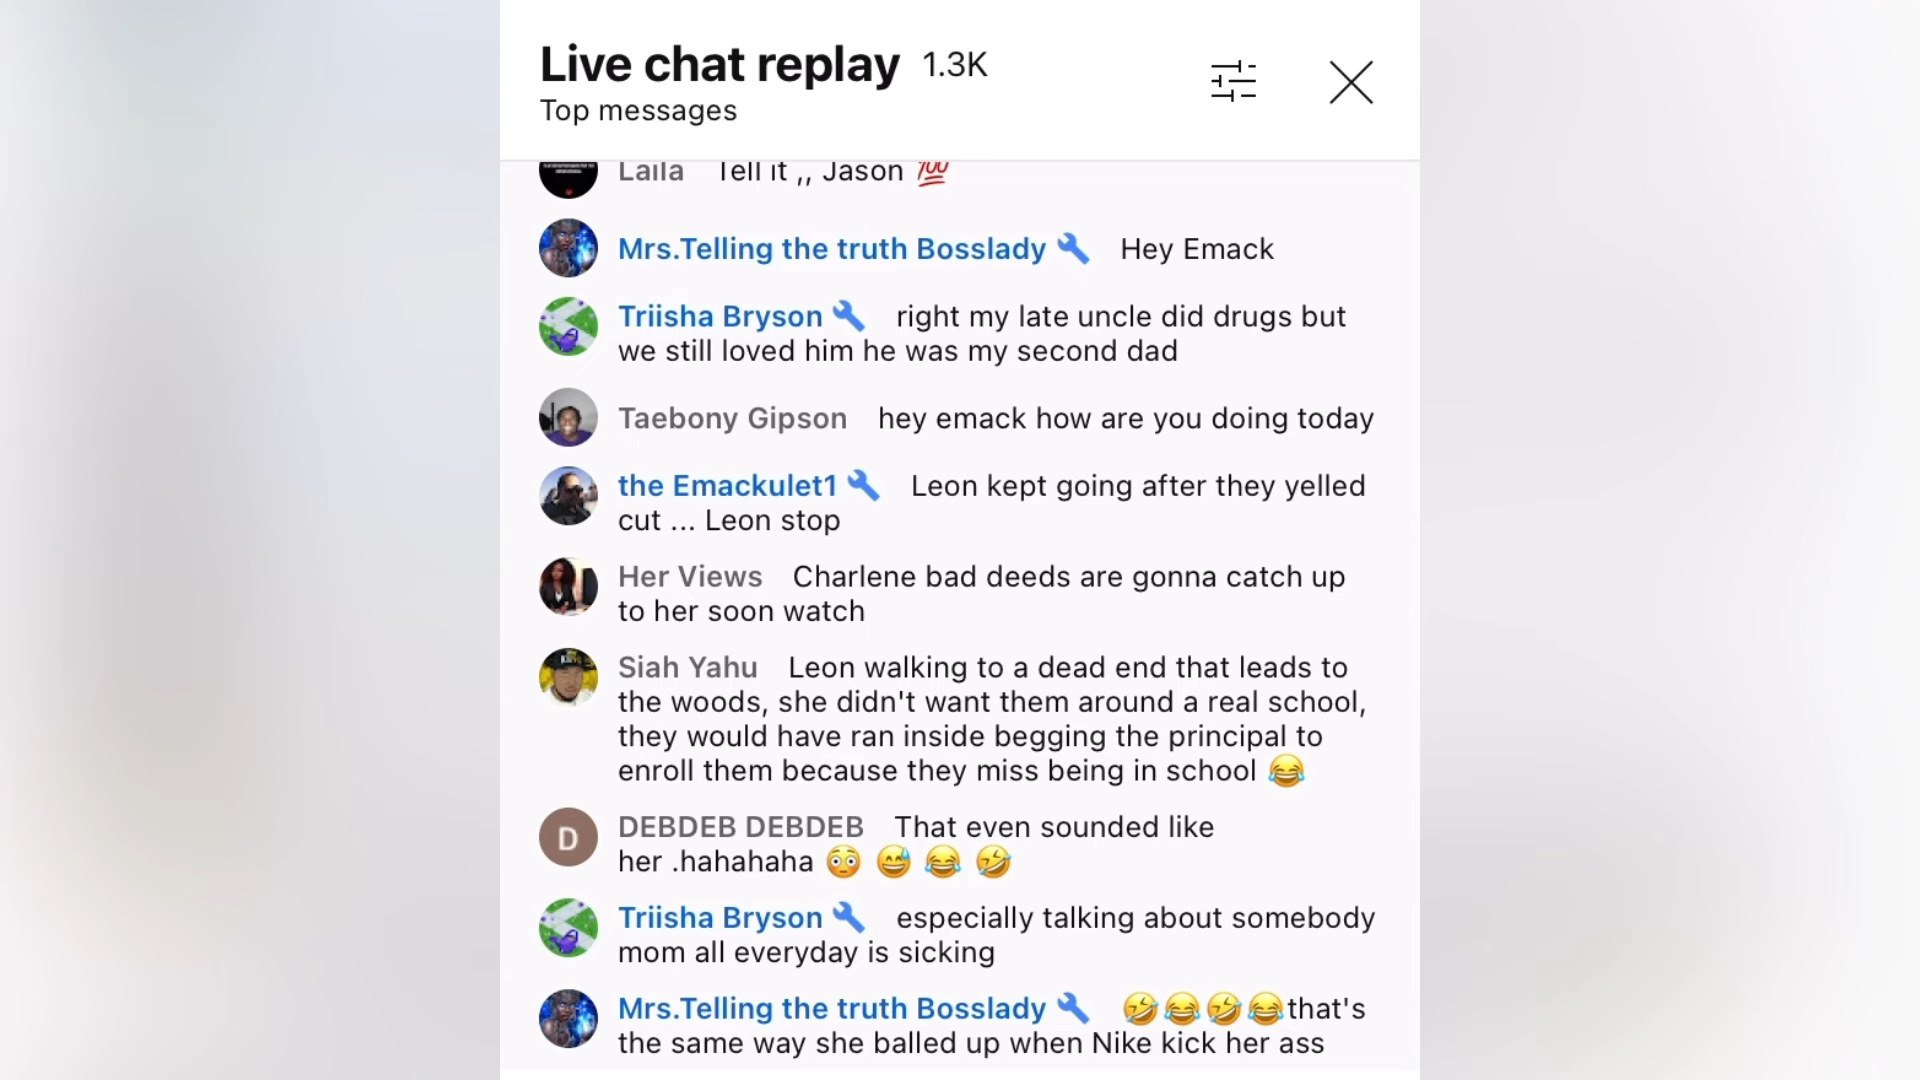 Live chat replay 1.3K
Top messages
Laila Tell it ,, Jason 💯
Mrs.Telling the truth Bosslady 🔧 Hey Emack
Triisha Bryson 🔧 right my late uncle did drugs but
we still loved him he was my second dad
Taebony Gipson hey emack how are you doing today
the Emackulet1 🔧 Leon kept going after they yelled
cut ... Leon stop
Her Views Charlene bad deeds are gonna catch up
to her soon watch
Siah Yahu Leon walking to a dead end that leads to
the woods, she didn't want them around a real school,
they would have ran inside begging the principal to
enroll them because they miss being in school 😂
D DEBDEB DEBDEB That even sounded like
her .hahahaha 😳 😅 😂 🤣
Triisha Bryson 🔧 especially talking about somebody
mom all everyday is sicking
Mrs.Telling the truth Bosslady 🔧 🤣😂🤣😂that's
the same way she balled up when Nike kick her ass